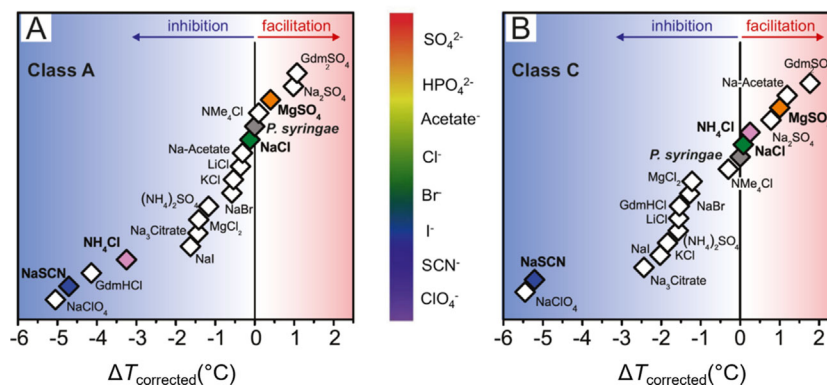 A
inhibition
facilitation
Class A
GdmSO₄
2
Na₂SO₄
MgSO₄
NMe₄Cl
P. syringae
NaCl
Na-Acetate
LiCl
KCl
(NH₄)₂SO₄
NaBr
MgCl₂
Na₃Citrate
NaI
NH₄Cl
NaSCN
GdmHCl
NaClO₄
-6 -5 -4 -3 -2 -1 0 1 2
ΔTcorrected(°C)
SO₄²⁻
HPO₄²⁻
Acetate⁻
Cl⁻
Br⁻
I⁻
SCN⁻
ClO₄⁻
B
inhibition
facilitation
Class C
GdmSO
Na-Acetate
MgSO
Na₂SO₄
NH₄Cl
NaCl
P. syringae
NMe₄Cl
MgCl₂
NaBr
GdmHCl
LiCl
(NH₄)₂SO₄
NaI
KCl
Na₃Citrate
NaSCN
NaClO₄
-6 -5 -4 -3 -2 -1 0 1 2
ΔTcorrected(°C)